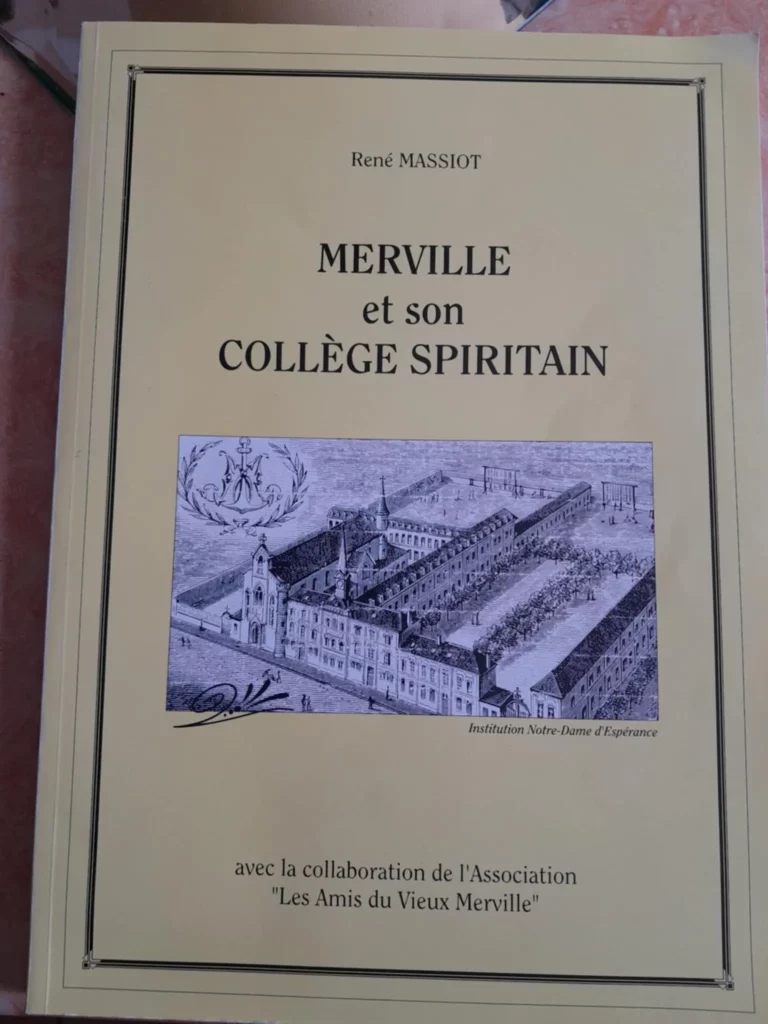 René MASSIOT
MERVILLE
et son
COLLÈGE SPIRITAIN
Institution Notre-Dame d'Espérance
avec la collaboration de l'Association
"Les Amis du Vieux Merville"